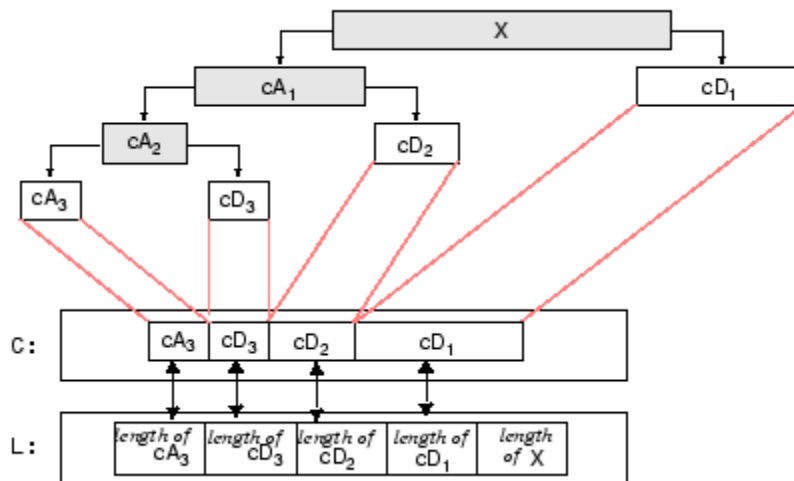 X
cA₁ cD₁
cA₂ cD₂
cA₃ cD₃
C: cA₃ cD₃ cD₂ cD₁
L: length of cA₃ length of cD₃ length of cD₂ length of cD₁ length of X